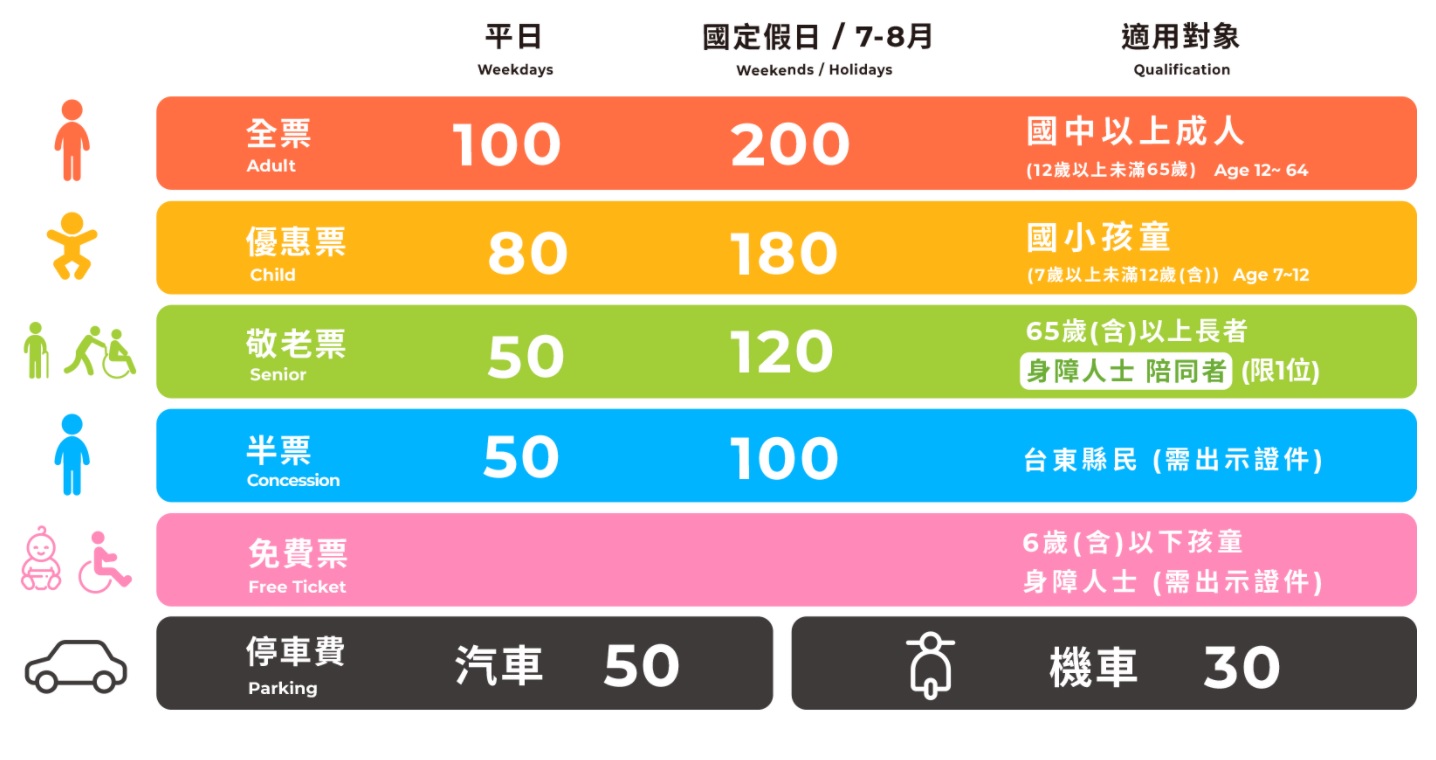 平日 國定假日 / 7-8月 適用對象
Weekdays Weekends / Holidays Qualification
全票 100 200 國中以上成人
Adult (12歲以上未滿65歲) Age 12~ 64
優惠票 80 180 國小孩童
Child (7歲以上未滿12歲(含)) Age 7~12
敬老票 50 120 65歲(含)以上長者
Senior 身障人士 陪同者 (限1位)
半票 50 100 台東縣民 (需出示證件)
Concession
免費票 6歲(含)以下孩童
Free Ticket 身障人士 (需出示證件)
停車費 汽車 50 機車 30
Parking